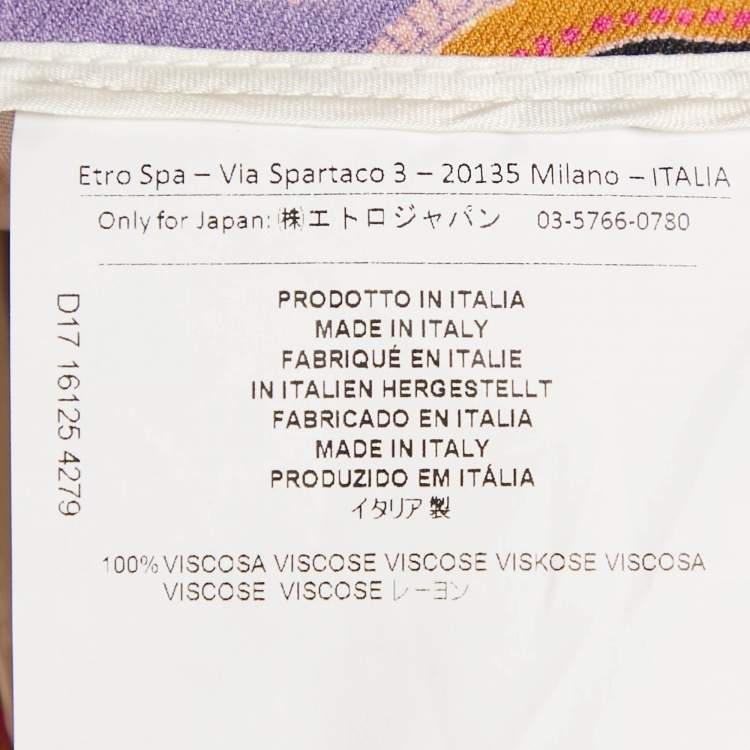 Etro Spa – Via Spartaco 3 – 20135 Milano – ITALIA
Only for Japan: ㈱エトロジャパン 03-5766-0780
D17 16125 4279
PRODOTTO IN ITALIA
MADE IN ITALY
FABRIQUÉ EN ITALIE
IN ITALIEN HERGESTELLT
FABRICADO EN ITALIA
MADE IN ITALY
PRODUZIDO EM ITÁLIA
イタリア製
100% VISCOSA VISCOSE VISCOSE VISKOSE VISCOSA
VISCOSE VISCOSE レーヨン